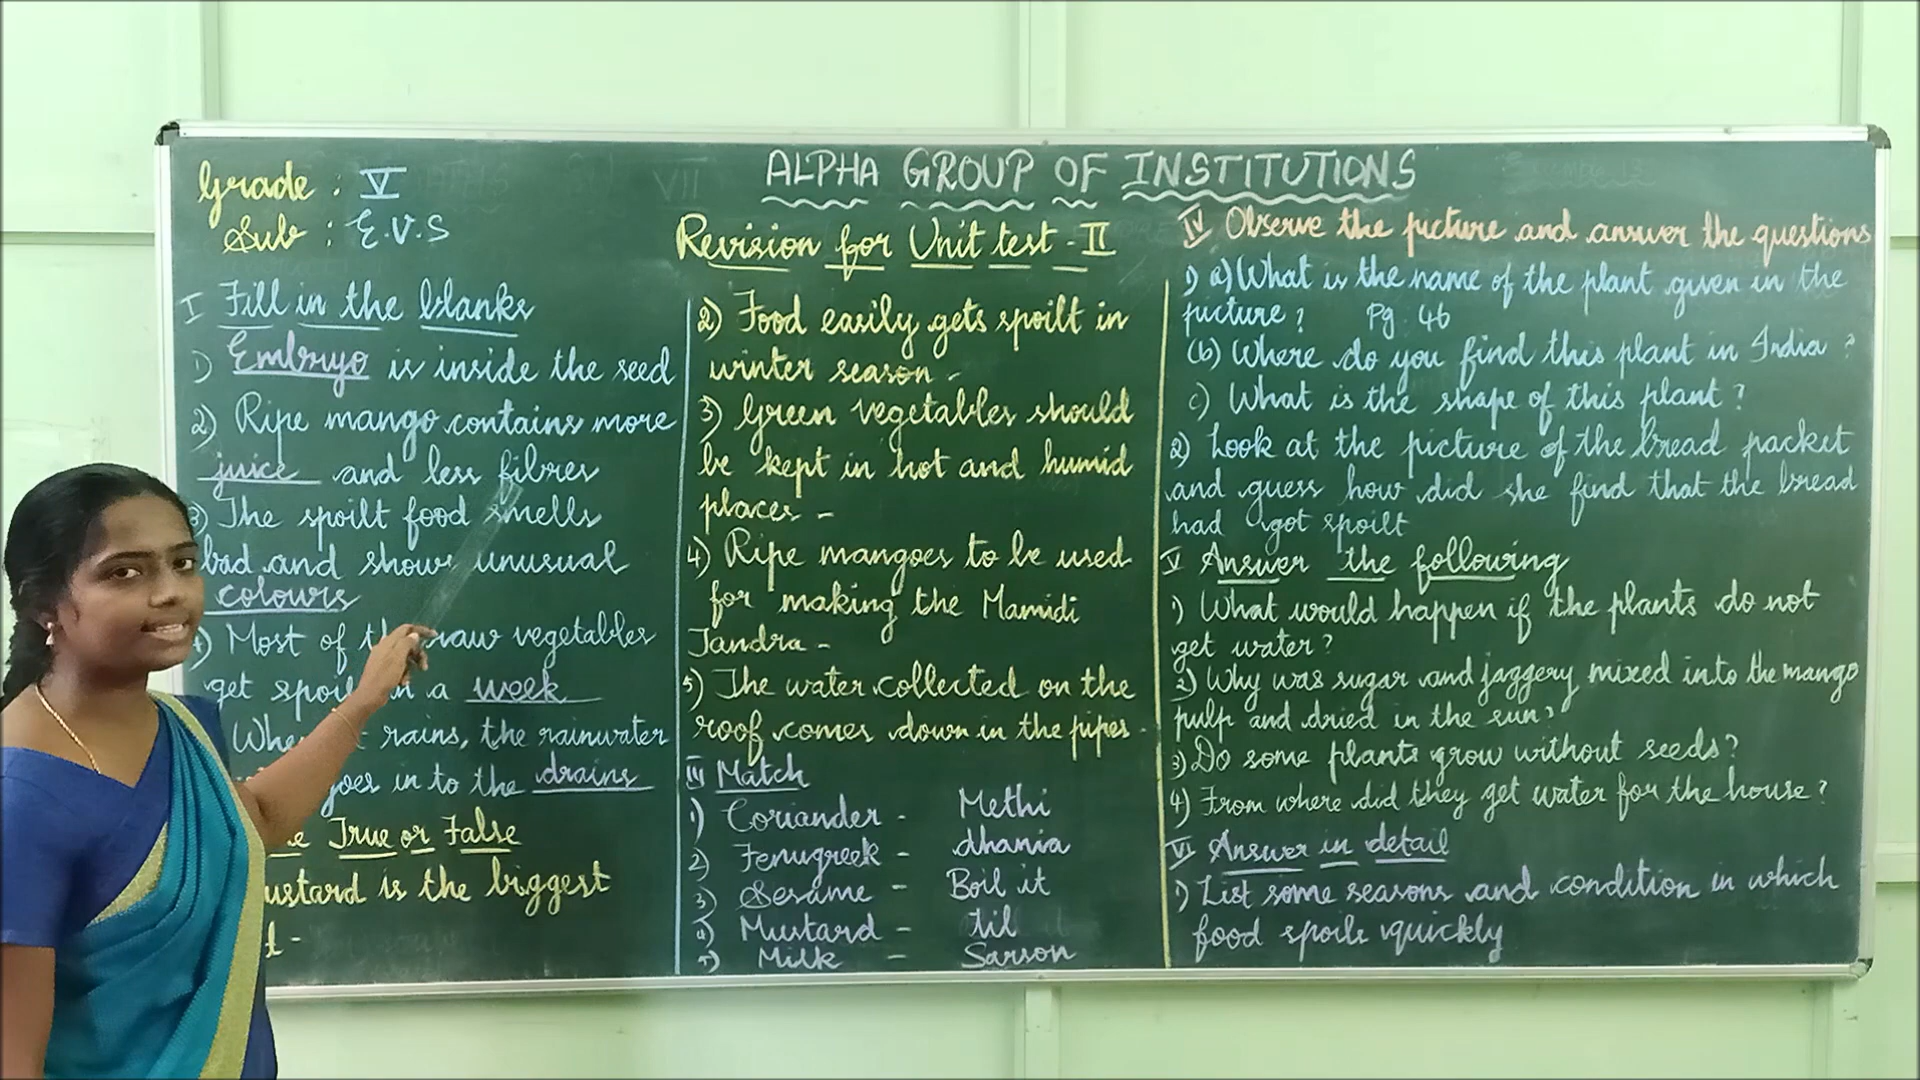 ALPHA GROUP OF INSTITUTIONS
Grade : V
Sub : E.V.S
Revision for Unit test - II
I Fill in the blanks
1) Embryo is inside the seed
2) Ripe mango contains more
juice and less fibres
3) The spoilt food smells
bad and shows unusual
colours
4) Most of the raw vegetables
get spoil in a week
When rains, the rainwater
goes in to the drains
True or False
mustard is the biggest
2) Food easily gets spoilt in
winter season -
3) Green vegetables should
be kept in hot and humid
places -
4) Ripe mangoes to be used
for making the Mamidi
Tandra -
5) The water collected on the
roof comes down in the pipes -
III Match
1) Coriander - Methi
2) Fenugreek - dhania
3) Sesame - Boil it
4) Mustard - til
5) Milk - Sarson
IV Observe the picture and answer the questions
1) a) What is the name of the plant given in the
picture? Pg : 46
(b) Where do you find this plant in India ?
c) What is the shape of this plant ?
2) Look at the picture of the bread packet
and guess how did she find that the bread
had got spoilt
V Answer the following
1) What would happen if the plants do not
get water?
2) Why was sugar and jaggery mixed into the mango
pulp and dried in the sun?
3) Do some plants grow without seeds?
4) From where did they get water for the house?
VI Answer in detail
1) List some seasons and condition in which
food spoils quickly